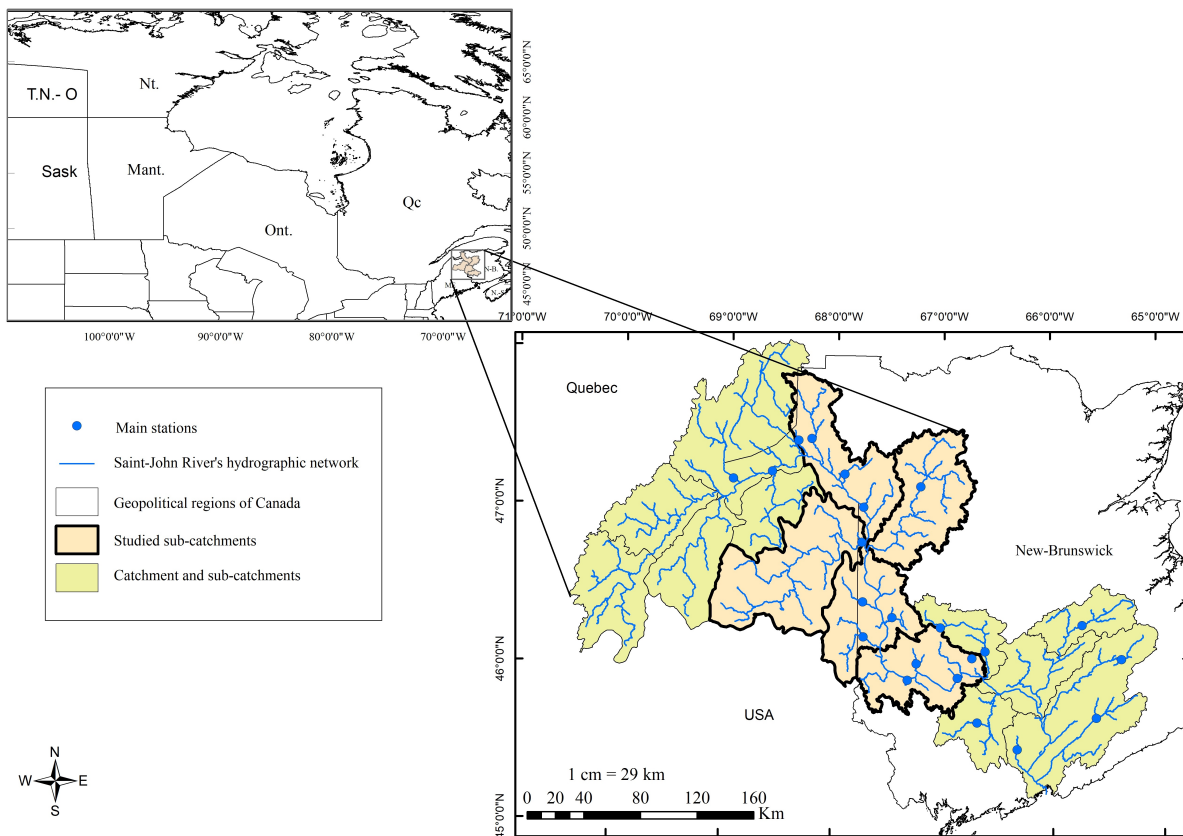 T.N.- O
Nt.
Sask
Mant.
Ont.
Qc
N-B.
N.-S
65°0'0"N
60°0'0"N
55°0'0"N
50°0'0"N
45°0'0"N
100°0'0"W
90°0'0"W
80°0'0"W
70°0'0"W
71°0'0"W
70°0'0"W
69°0'0"W
68°0'0"W
67°0'0"W
66°0'0"W
65°0'0"W
47°0'0"N
46°0'0"N
45°0'0"N
Quebec
New-Brunswick
USA
Main stations
Saint-John River's hydrographic network
Geopolitical regions of Canada
Studied sub-catchments
Catchment and sub-catchments
N
W E
S
1 cm = 29 km
0 20 40 80 120 160
Km